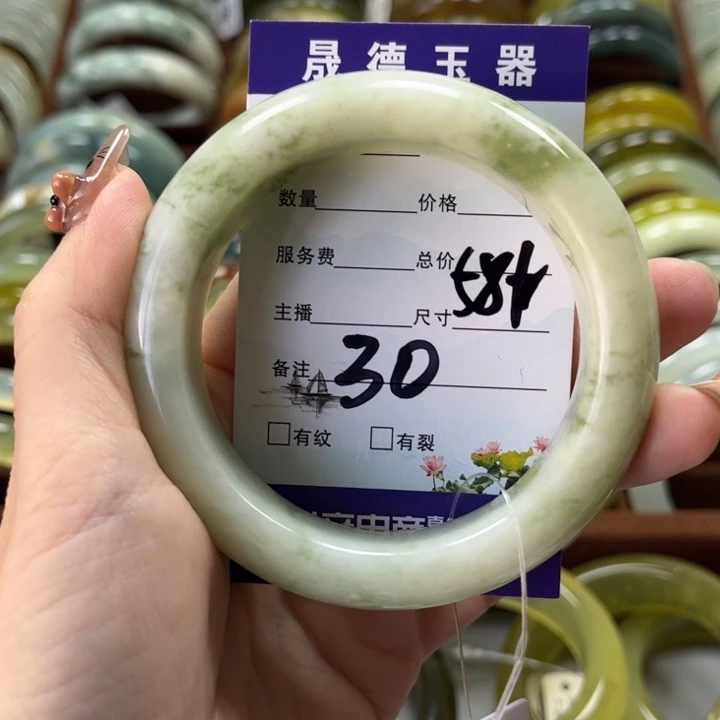 晟德玉器
数量 价格
服务费 总价
主播 尺寸
备注 30
有纹 有裂